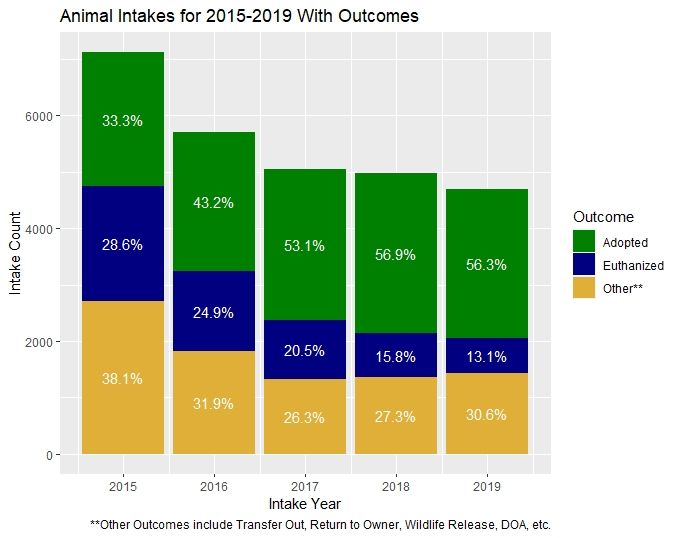 Animal Intakes for 2015-2019 With Outcomes
Intake Count
6000
4000
2000
0
33.3%
28.6%
38.1%
43.2%
24.9%
31.9%
53.1%
20.5%
26.3%
56.9%
15.8%
27.3%
56.3%
13.1%
30.6%
2015 2016 2017 2018 2019
Intake Year
Outcome
Adopted
Euthanized
Other**
**Other Outcomes include Transfer Out, Return to Owner, Wildlife Release, DOA, etc.